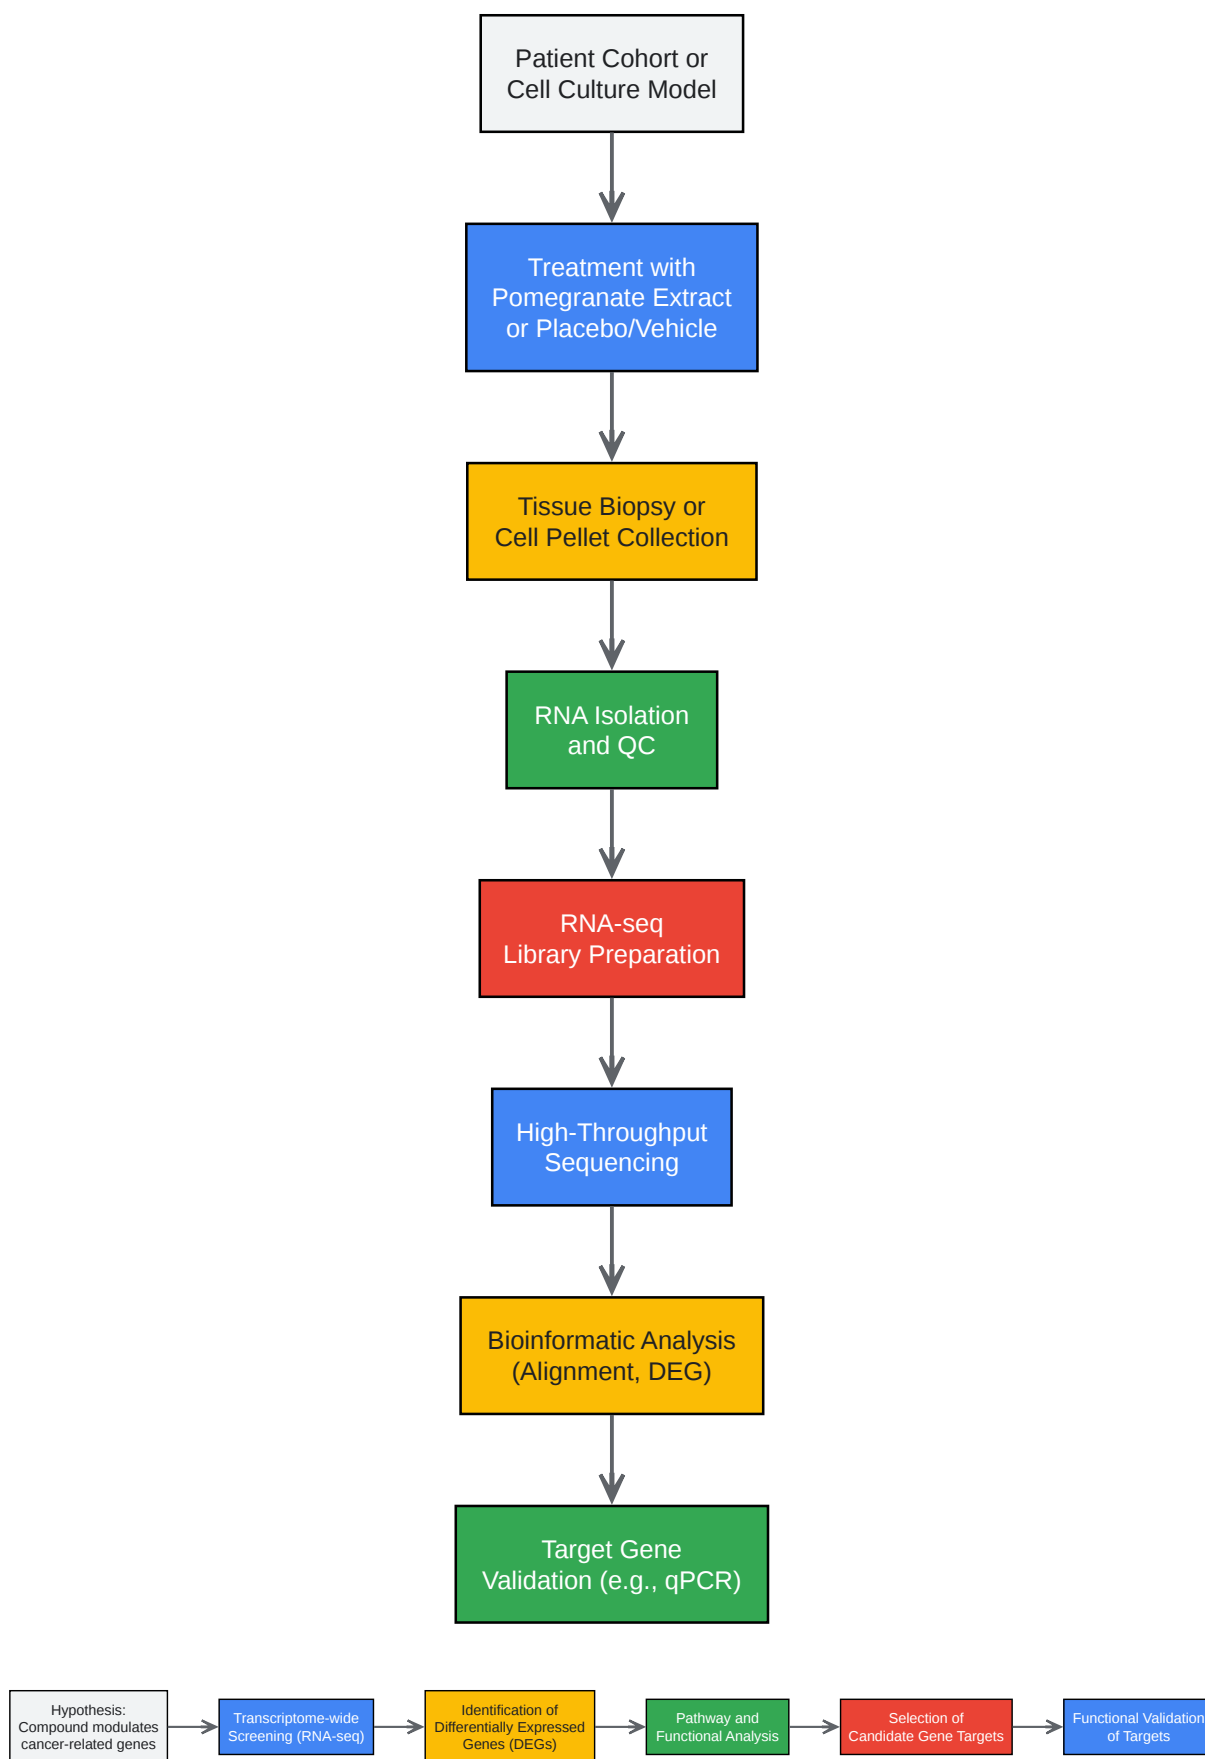 Patient Cohort or
Cell Culture Model
Treatment with
Pomegranate Extract
or Placebo/Vehicle
Tissue Biopsy or
Cell Pellet Collection
RNA Isolation
and QC
RNA-seq
Library Preparation
High-Throughput
Sequencing
Bioinformatic Analysis
(Alignment, DEG)
Target Gene
Validation (e.g., qPCR)
Hypothesis:
Compound modulates
cancer-related genes
Transcriptome-wide
Screening (RNA-seq)
Identification of
Differentially Expressed
Genes (DEGs)
Pathway and
Functional Analysis
Selection of
Candidate Gene Targets
Functional Validation
of Targets